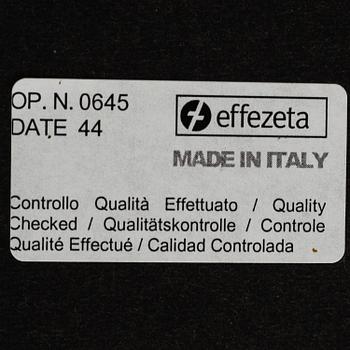 OP. N. 0645
DATE 44
effezeta
MADE IN ITALY
Controllo Qualità Effettuato / Quality
Checked / Qualitätskontrolle / Controle
Qualité Effectué / Calidad Controlada